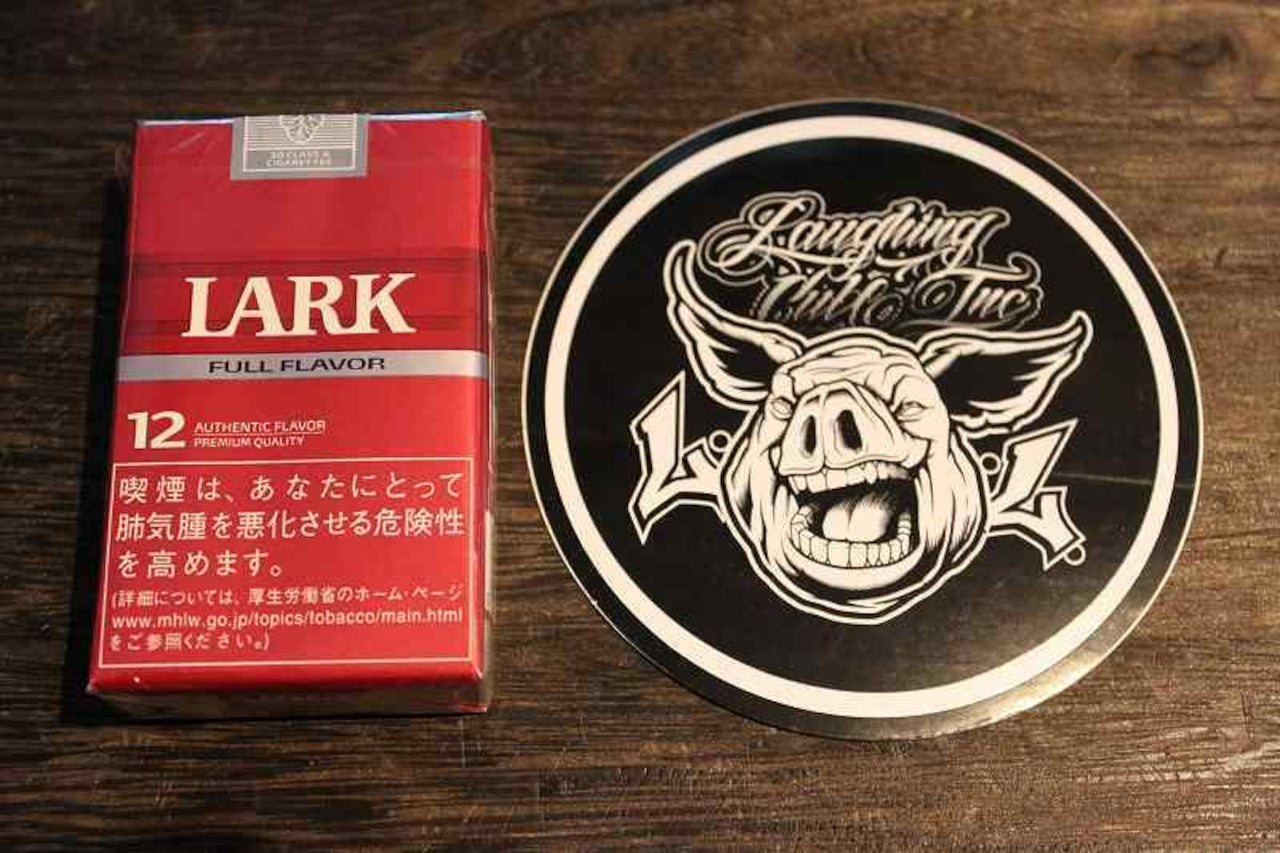 20 CLASS A
CIGARETTES
LARK
FULL FLAVOR
12 AUTHENTIC FLAVOR
PREMIUM QUALITY
喫煙は、あなたにとって
肺気腫を悪化させる危険性
を高めます。
(詳細については、厚生労働省のホーム・ページ
www.mhlw.go.jp/topics/tobacco/main.html
をご参照ください。)
Laughing
Inc
L. L.